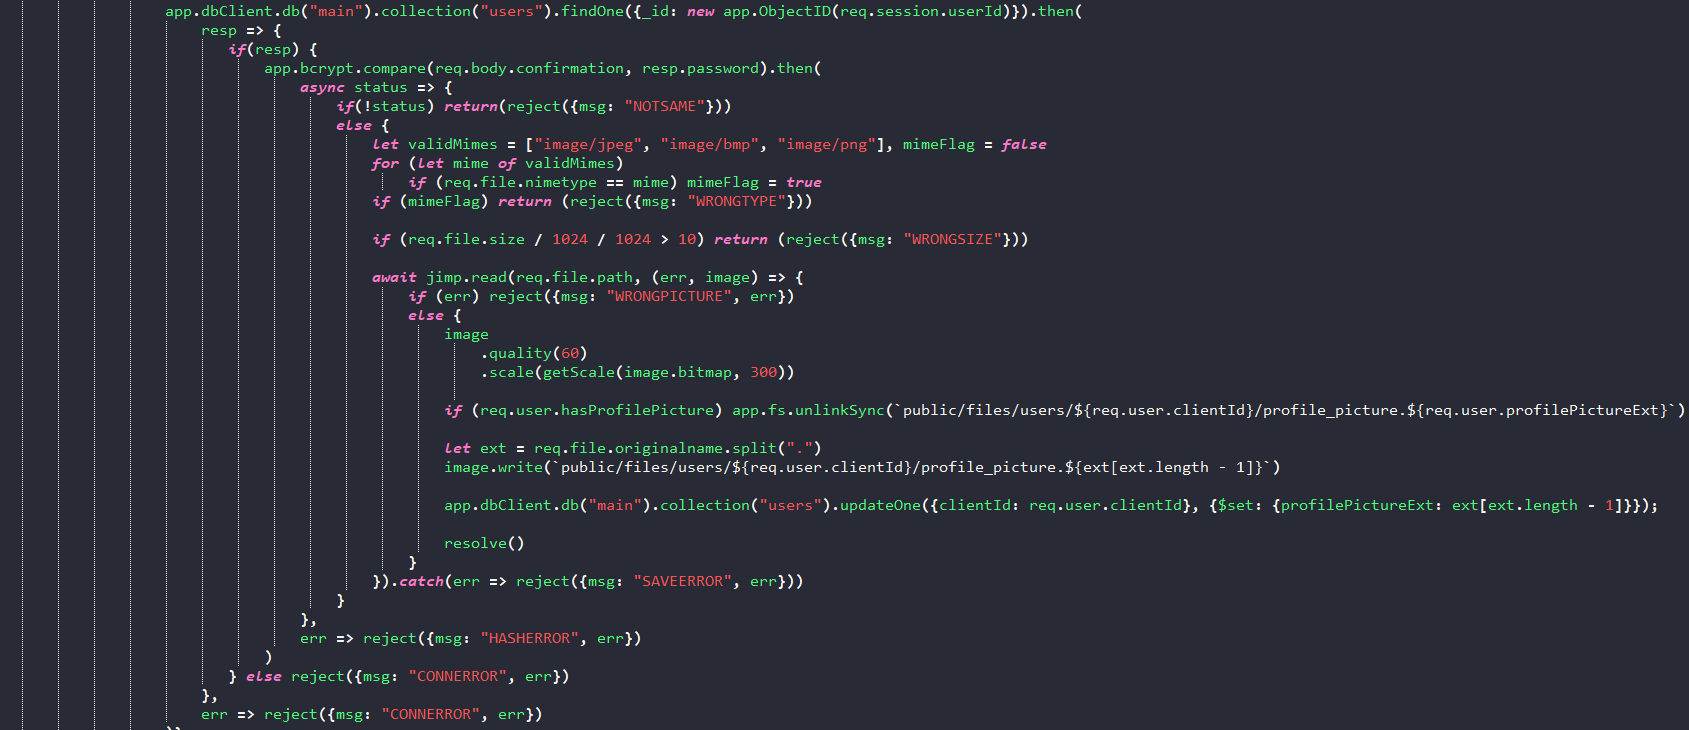 app.dbClient.db("main").collection("users").findOne({_id: new app.ObjectID(req.session.userId)}).then(
resp => {
if(resp) {
app.bcrypt.compare(req.body.confirmation, resp.password).then(
async status => {
if(!status) return(reject({msg: "NOTSAME"}))
else {
let validMimes = ["image/jpeg", "image/bmp", "image/png"], mimeFlag = false
for (let mime of validMimes)
if (req.file.nimetype == mime) mimeFlag = true
if (mimeFlag) return (reject({msg: "WRONGTYPE"}))
if (req.file.size / 1024 / 1024 > 10) return (reject({msg: "WRONGSIZE"}))
await jimp.read(req.file.path, (err, image) => {
if (err) reject({msg: "WRONGPICTURE", err})
else {
image
.quality(60)
.scale(getScale(image.bitmap, 300))
if (req.user.hasProfilePicture) app.fs.unlinkSync(`public/files/users/${req.user.clientId}/profile_picture.${req.user.profilePictureExt}`)
let ext = req.file.originalname.split(".")
image.write(`public/files/users/${req.user.clientId}/profile_picture.${ext[ext.length - 1]}`)
app.dbClient.db("main").collection("users").updateOne({clientId: req.user.clientId}, {$set: {profilePictureExt: ext[ext.length - 1]}});
resolve()
}
}).catch(err => reject({msg: "SAVEERROR", err}))
}
},
err => reject({msg: "HASHERROR", err})
)
} else reject({msg: "CONNERROR", err})
},
err => reject({msg: "CONNERROR", err})